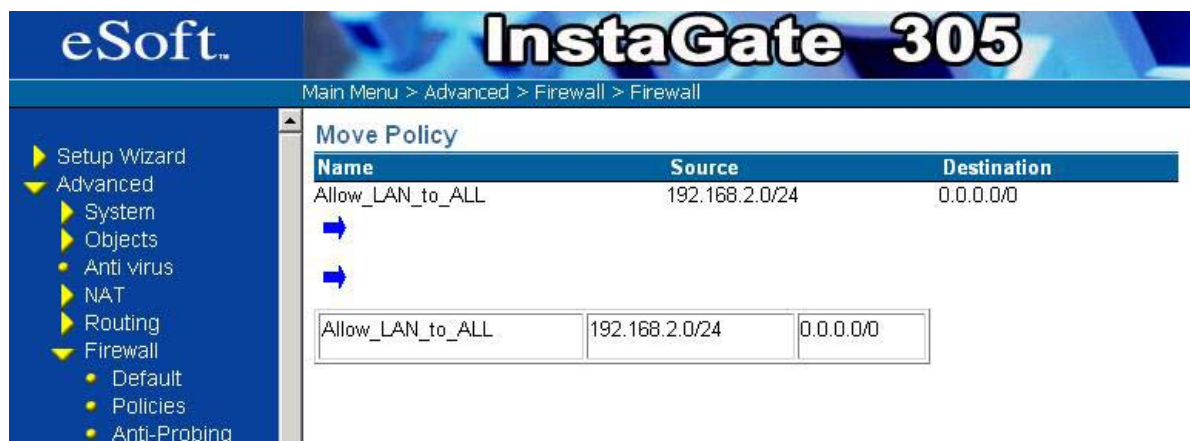 eSoft™
InstaGate 305
Main Menu > Advanced > Firewall > Firewall
Setup Wizard
Advanced
System
Objects
Anti virus
NAT
Routing
Firewall
Default
Policies
Anti-Probing
Move Policy
Name Source Destination
Allow_LAN_to_ALL 192.168.2.0/24 0.0.0.0/0
Allow_LAN_to_ALL 192.168.2.0/24 0.0.0.0/0